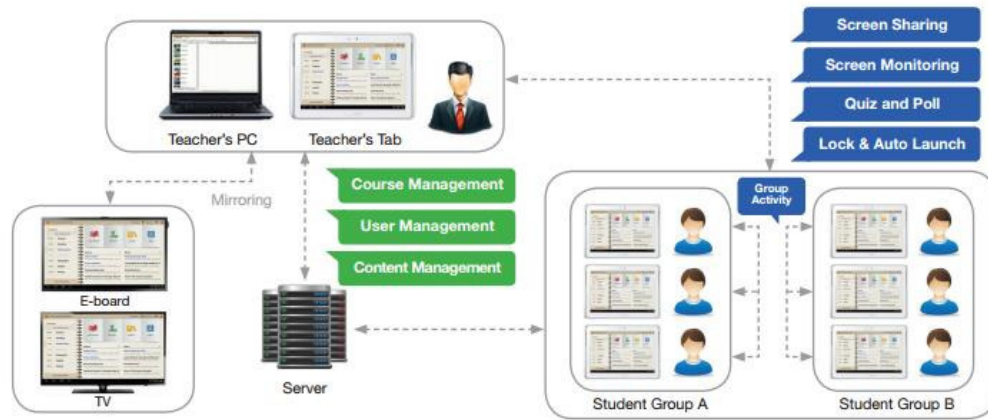 Screen Sharing
Screen Monitoring
Quiz and Poll
Lock & Auto Launch
Teacher's PC
Teacher's Tab
Mirroring
Course Management
User Management
Content Management
Group
Activity
E-board
TV
Server
Student Group A
Student Group B